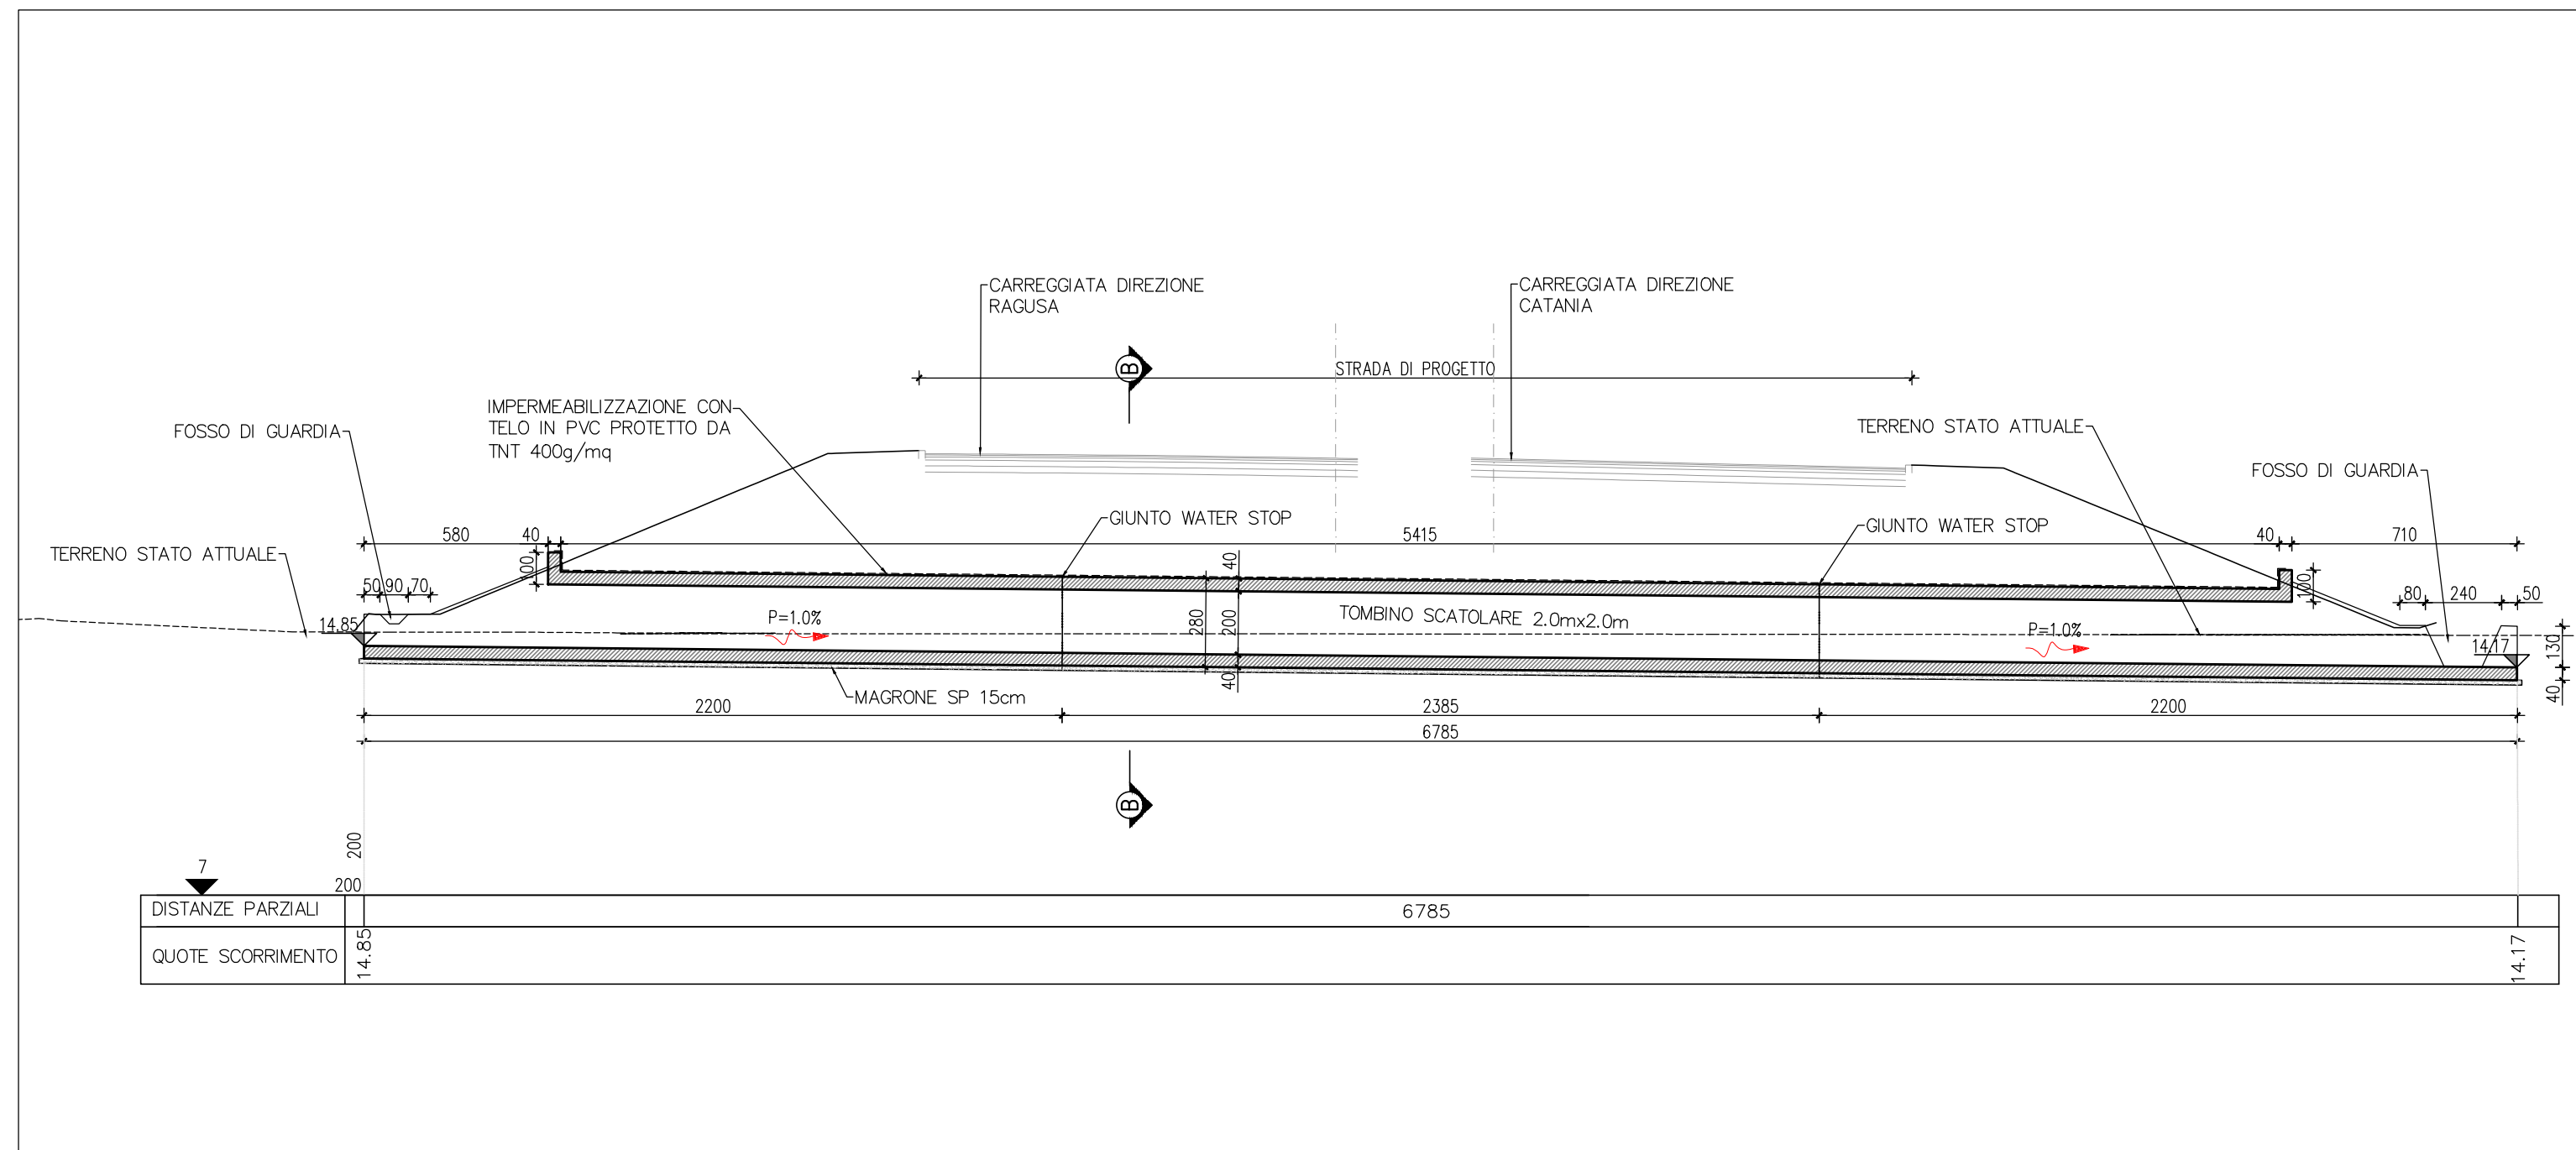 CARREGGIATA DIREZIONE
RAGUSA
CARREGGIATA DIREZIONE
CATANIA
B
STRADA DI PROGETTO
IMPERMEABILIZZAZIONE CON
TELO IN PVC PROTETTO DA
TNT 400g/mq
FOSSO DI GUARDIA
TERRENO STATO ATTUALE
FOSSO DI GUARDIA
GIUNTO WATER STOP
GIUNTO WATER STOP
TERRENO STATO ATTUALE
580
40
5415
40
710
40
100
50
90
70
80
240
50
14.85
P=1.0%
280
200
TOMBINO SCATOLARE 2.0mx2.0m
P=1.0%
14.17
130
40
40
MAGRONE SP 15cm
2200
2385
2200
6785
B
200
7
200
DISTANZE PARZIALI
6785
QUOTE SCORRIMENTO
14.85
14.17